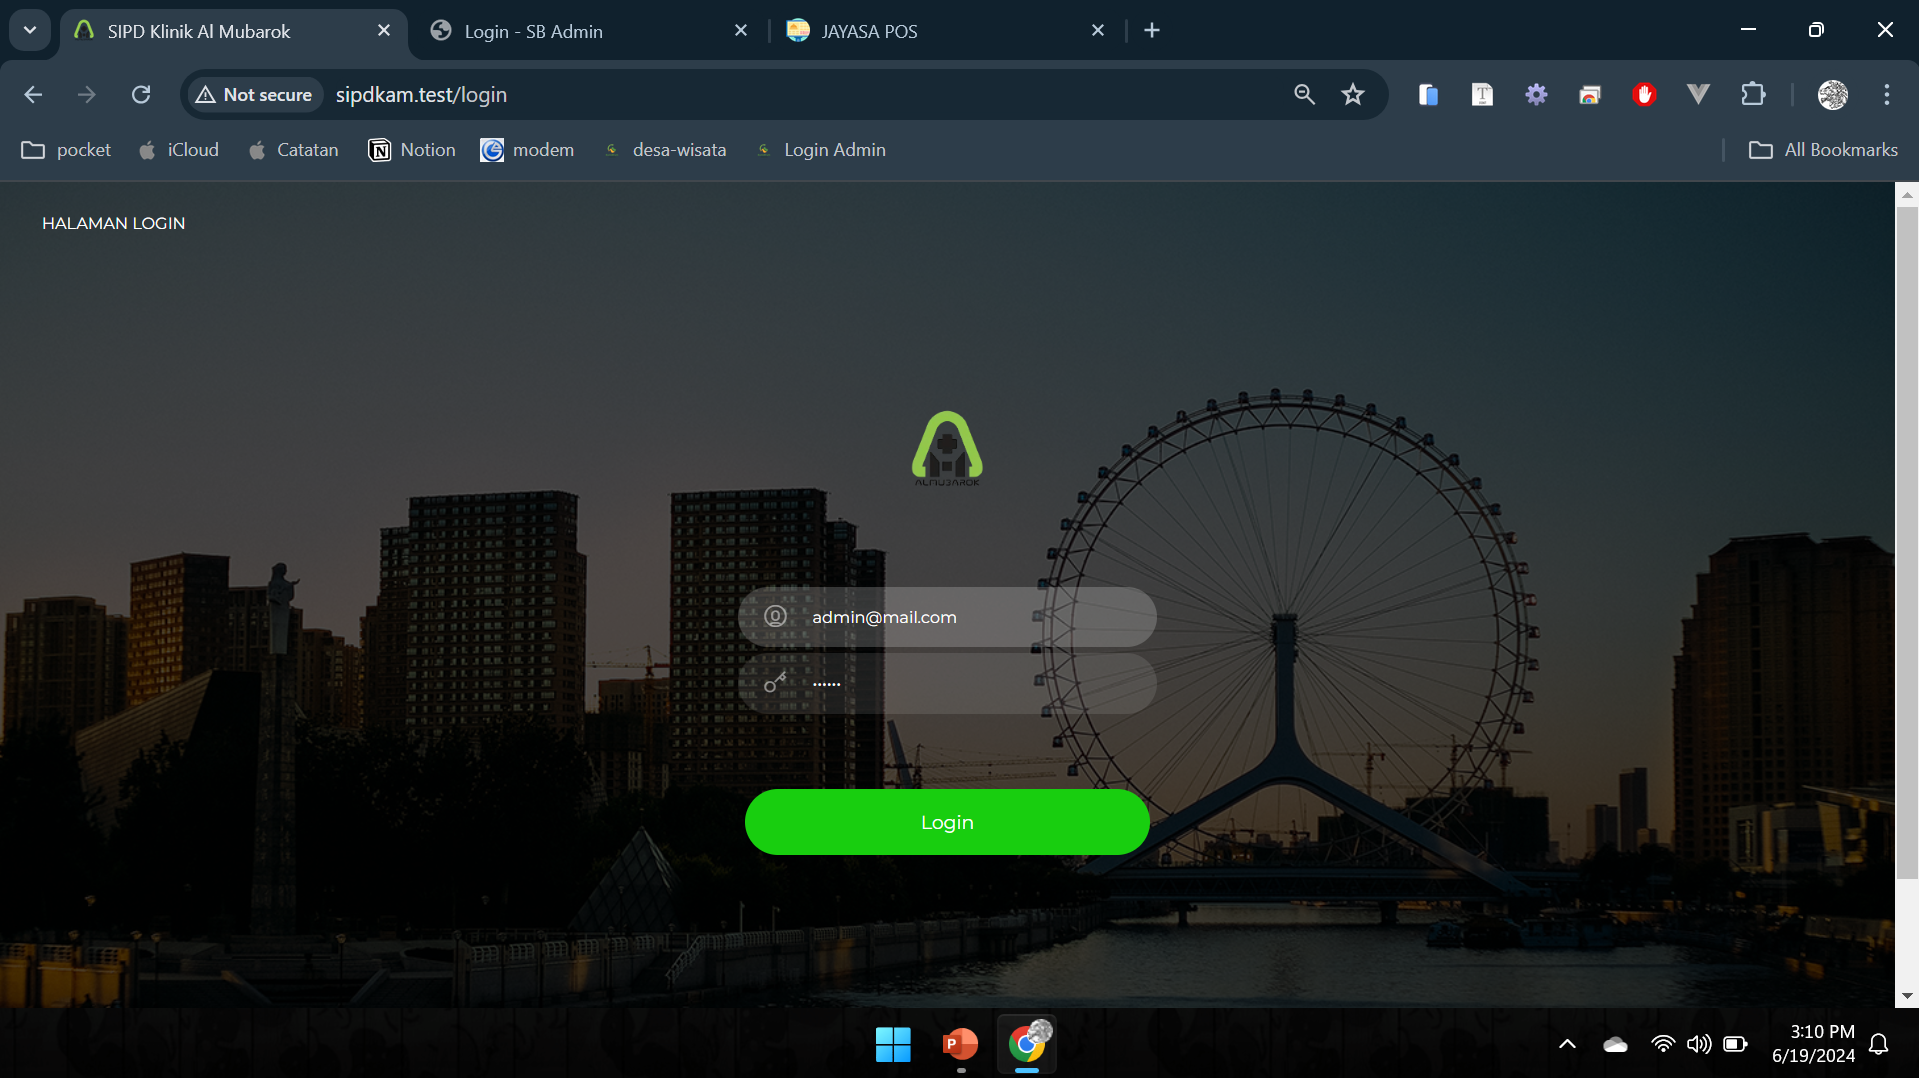 SIPD Klinik Al Mubarok
Login - SB Admin
JAYASA POS
Not secure
sipdkam.test/login
pocket
iCloud
Catatan
Notion
modem
desa-wisata
Login Admin
All Bookmarks
HALAMAN LOGIN
ALMUBAROK
admin@mail.com
••••••
Login
3:10 PM
6/19/2024